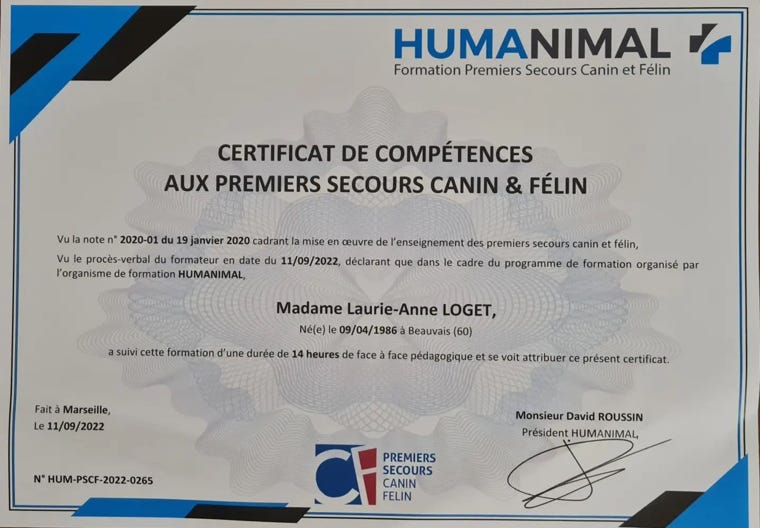 HUMANIMAL
Formation Premiers Secours Canin et Félin
CERTIFICAT DE COMPÉTENCES
AUX PREMIERS SECOURS CANIN & FÉLIN
Vu la note n° 2020-01 du 19 janvier 2020 cadrant la mise en œuvre de l'enseignement des premiers secours canin et félin,
Vu le procès-verbal du formateur en date du 11/09/2022, déclarant que dans le cadre du programme de formation organisé par
l'organisme de formation HUMANIMAL,
Madame Laurie-Anne LOGET,
Né(e) le 09/04/1986 à Beauvais (60)
a suivi cette formation d'une durée de 14 heures de face à face pédagogique et se voit attribuer ce présent certificat.
Fait à Marseille,
Le 11/09/2022
Monsieur David ROUSSIN
Président HUMANIMAL,
N° HUM-PSCF-2022-0265
PREMIERS
SECOURS
CANIN
FELIN